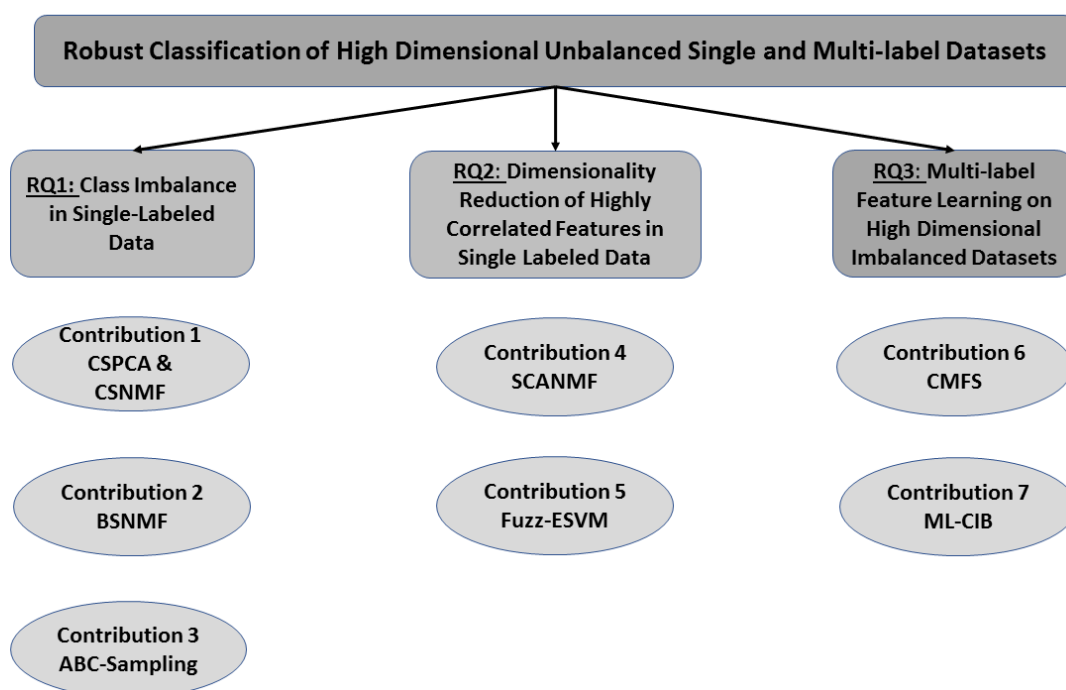 Robust Classification of High Dimensional Unbalanced Single and Multi-label Datasets
RQ1: Class Imbalance
in Single-Labeled
Data
RQ2: Dimensionality
Reduction of Highly
Correlated Features in
Single Labeled Data
RQ3: Multi-label
Feature Learning on
High Dimensional
Imbalanced Datasets
Contribution 1
CSPCA &
CSNMF
Contribution 4
SCANMF
Contribution 6
CMFS
Contribution 2
BSNMF
Contribution 5
Fuzz-ESVM
Contribution 7
ML-CIB
Contribution 3
ABC-Sampling